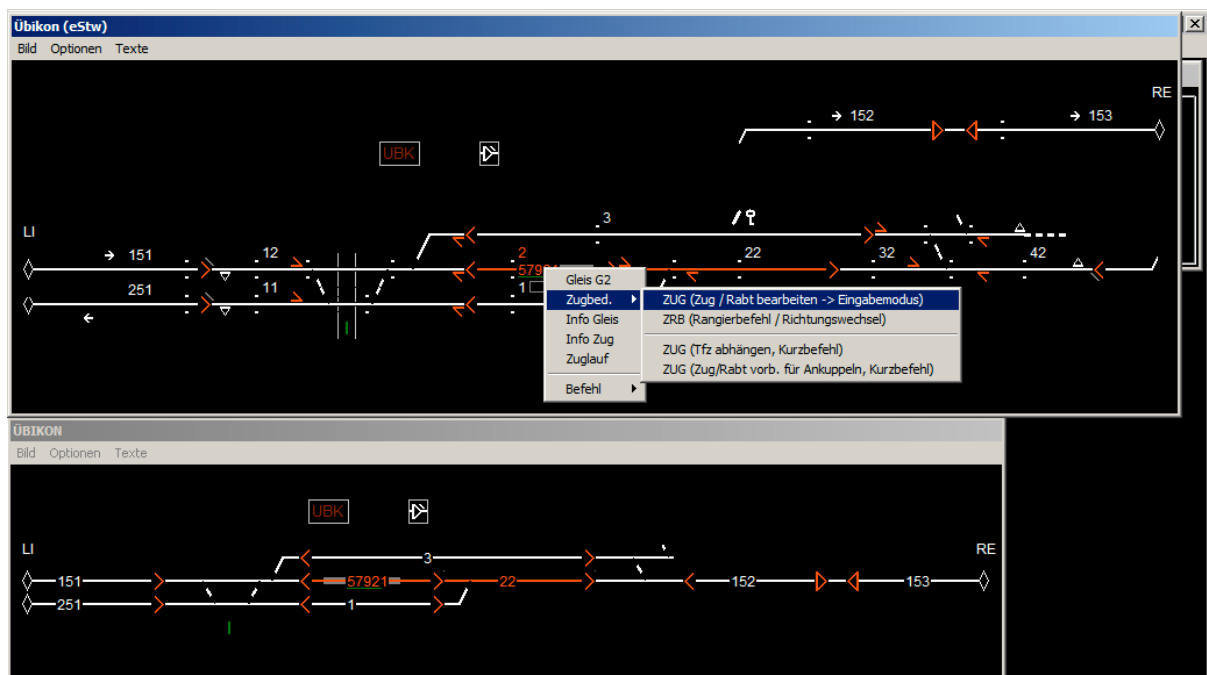 Übikon (eStw)
Bild Optionen Texte
RE
152 153
UBK
3
LI
151 12 2 22 32 42
251 11 1
Gleis G2
Zugbed.
Info Gleis
Info Zug
Zuglauf
Befehl
ZUG (Zug / Rabt bearbeiten -> Eingabemodus)
ZRB (Rangierbefehl / Richtungswechsel)
ZUG (Tfz abhängen, Kurzbefehl)
ZUG (Zug/Rabt vorb. für Ankuppeln, Kurzbefehl)
ÜBIKON
Bild Optionen Texte
UBK
LI RE
3
151 57921 22 152 153
251 1